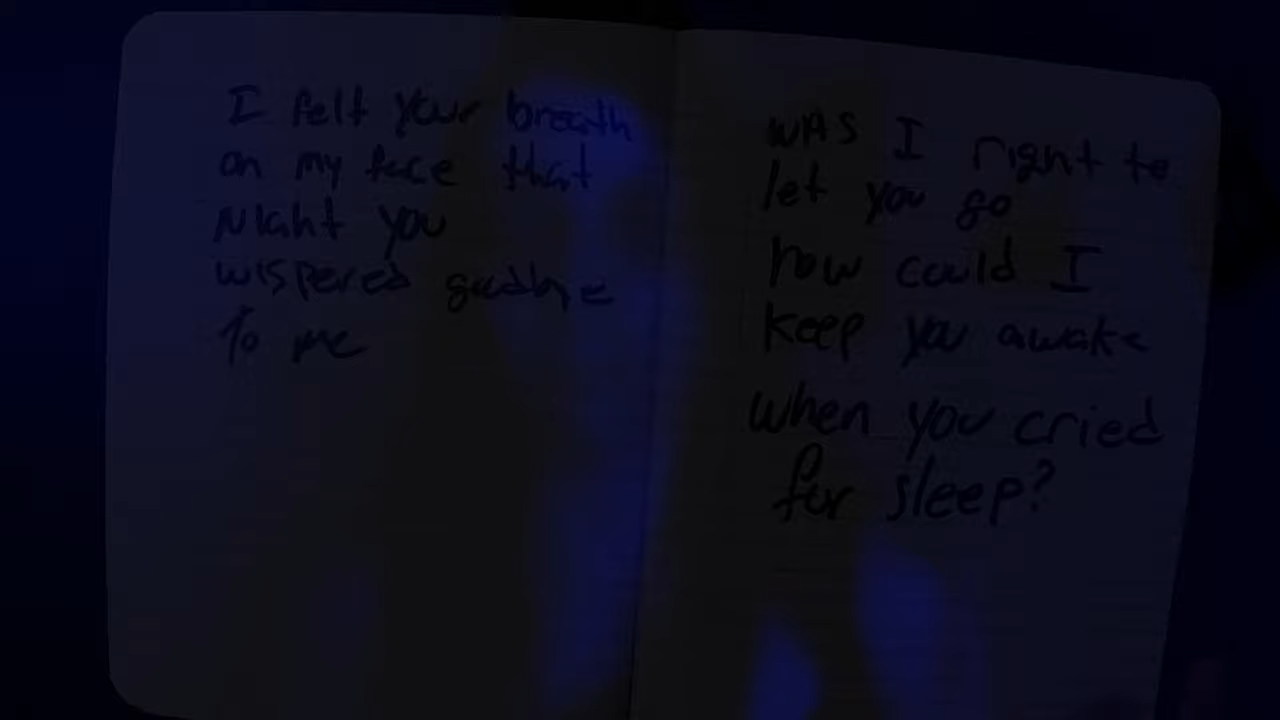 I felt your breath
on my face that
Night you
wispered goodbye
To me
WAS I right to
let you go
how could I
keep you awake
when you cried
for sleep?